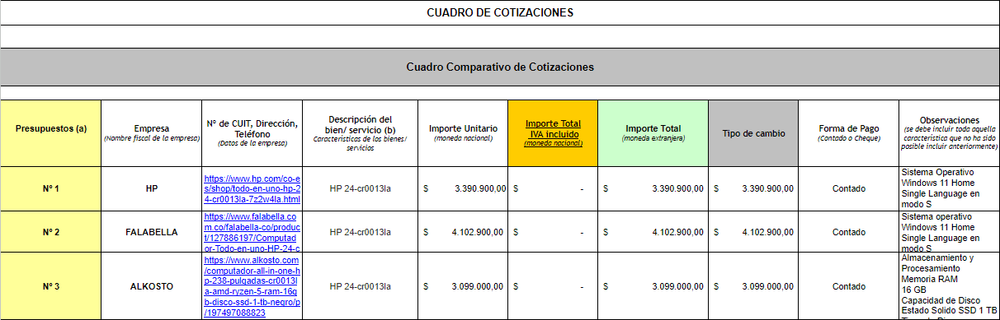 CUADRO DE COTIZACIONES
Cuadro Comparativo de Cotizaciones
Presupuestos (a)
Empresa
(Nombre fiscal de la empresa)
Nº de CUIT, Dirección,
Teléfono
(Datos de la empresa)
Descripción del
bien/ servicio (b)
Características de los bienes/
servicios
Importe Unitario
(moneda nacional)
Importe Total
IVA incluido
(moneda nacional)
Importe Total
(moneda extranjera)
Tipo de cambio
Forma de Pago
(Contado o Cheque)
Observaciones
(se debe incluir toda aquella
característica que no ha sido
posible incluir anteriormente)
Nº 1
HP
https://www.hp.com/co-e
s/shop/todo-en-uno-hp-2
4-cr0013la-7z2w4la.html
HP 24-cr0013la
$ 3.390.900,00
$ -
$ 3.390.900,00
$ 3.390.900,00
Contado
Sistema Operativo
Windows 11 Home
Single Language en
modo S
Nº 2
FALABELLA
https://www.falabella.co
m.co/falabella-co/produc
t/127886197/Computad
or-Todo-en-uno-HP-24-c
HP 24-cr0013la
$ 4.102.900,00
$ -
$ 4.102.900,00
$ 4.102.900,00
Contado
Sistema operativo
Windows 11 Home
Single Language en
modo S
Nº 3
ALKOSTO
https://www.alkosto.com
/computador-all-in-one-h
p-238-pulgadas-cr0013l
a-amd-ryzen-5-ram-16g
b-disco-ssd-1-tb-negro/p
/197497088823
HP 24-cr0013la
$ 3.099.000,00
$ -
$ 3.099.000,00
$ 3.099.000,00
Contado
Almacenamiento y
Procesamiento
Memoria RAM
16 GB
Capacidad de Disco
Estado Solido SSD 1 TB